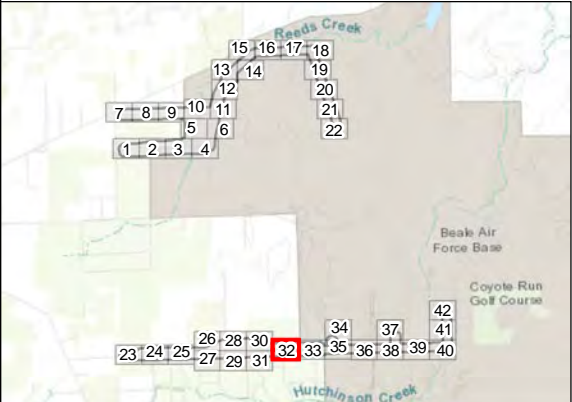 Reeds Creek
15 16 17 18
13 14 19
12 20
7 8 9 10 11 21
5 6 22
1 2 3 4
Beale Air
Force Base
Coyote Run
Golf Course
42
34 37 41
26 28 30
23 24 25 32 33 35 36 38 39 40
27 29 31
Hutchinson Creek